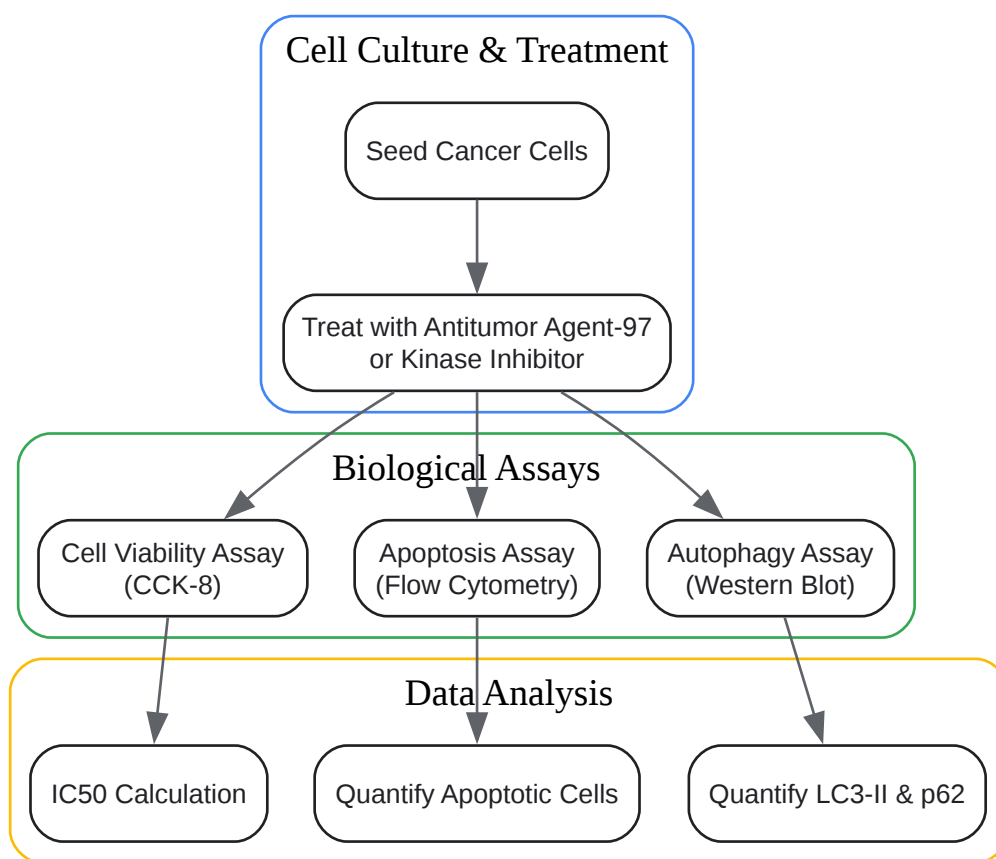 Cell Culture & Treatment
Seed Cancer Cells
Treat with Antitumor Agent-97
or Kinase Inhibitor
Biological Assays
Cell Viability Assay
(CCK-8)
Apoptosis Assay
(Flow Cytometry)
Autophagy Assay
(Western Blot)
Data Analysis
IC50 Calculation
Quantify Apoptotic Cells
Quantify LC3-II & p62